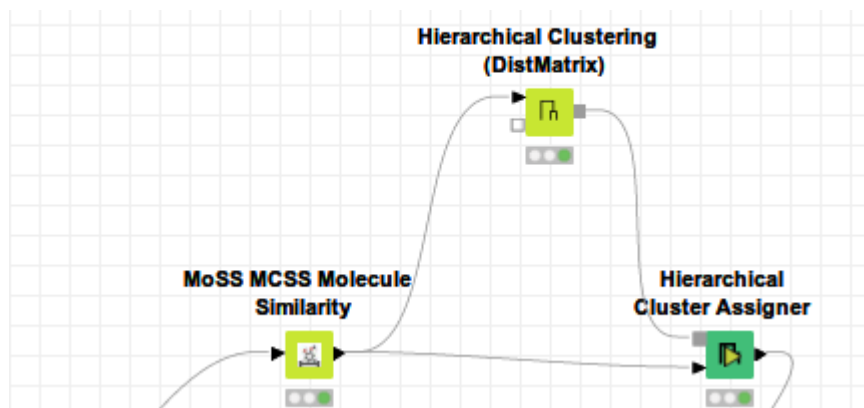 Hierarchical Clustering
(DistMatrix)
MoSS MCSS Molecule
Similarity
Hierarchical
Cluster Assigner